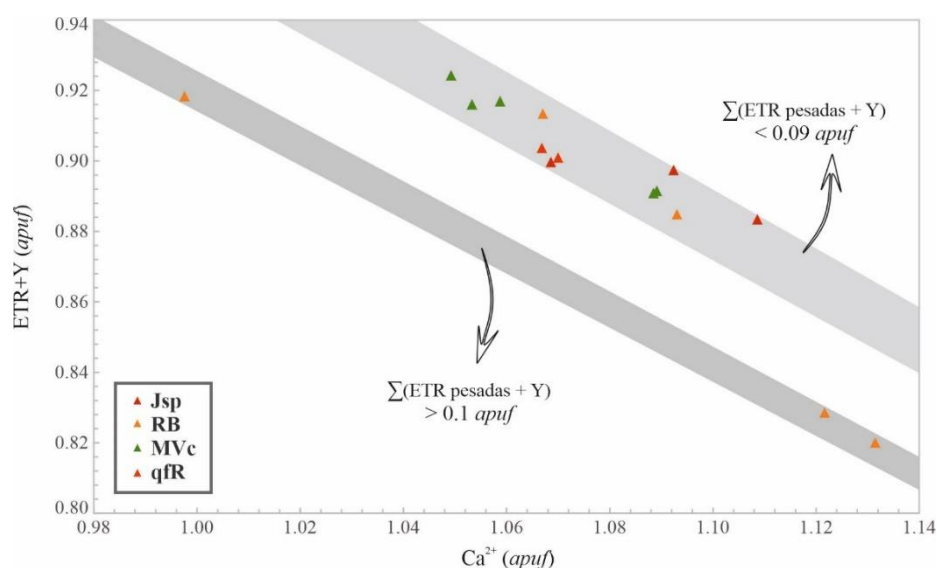 0.94
0.92
0.90
0.88
0.86
0.84
0.82
0.80
ETR+Y (apuf)
∑(ETR pesadas + Y)
< 0.09 apuf
∑(ETR pesadas + Y)
> 0.1 apuf
Jsp
RB
MVc
qfR
0.98 1.00 1.02 1.04 1.06 1.08 1.10 1.12 1.14
Ca²⁺ (apuf)